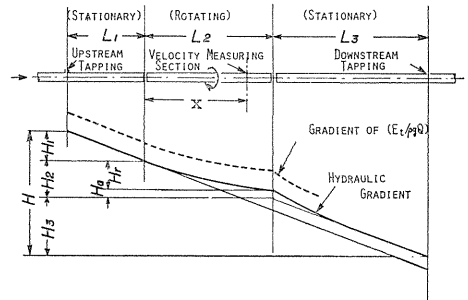 (STATIONARY) (ROTATING) (STATIONARY)
L1 L2 L3
UPSTREAM VELOCITY MEASURING DOWNSTREAM
TAPPING SECTION TAPPING
X
GRADIENT OF (Et/ρgQ)
HYDRAULIC
GRADIENT
H H1 H2 H3 Ha Hr